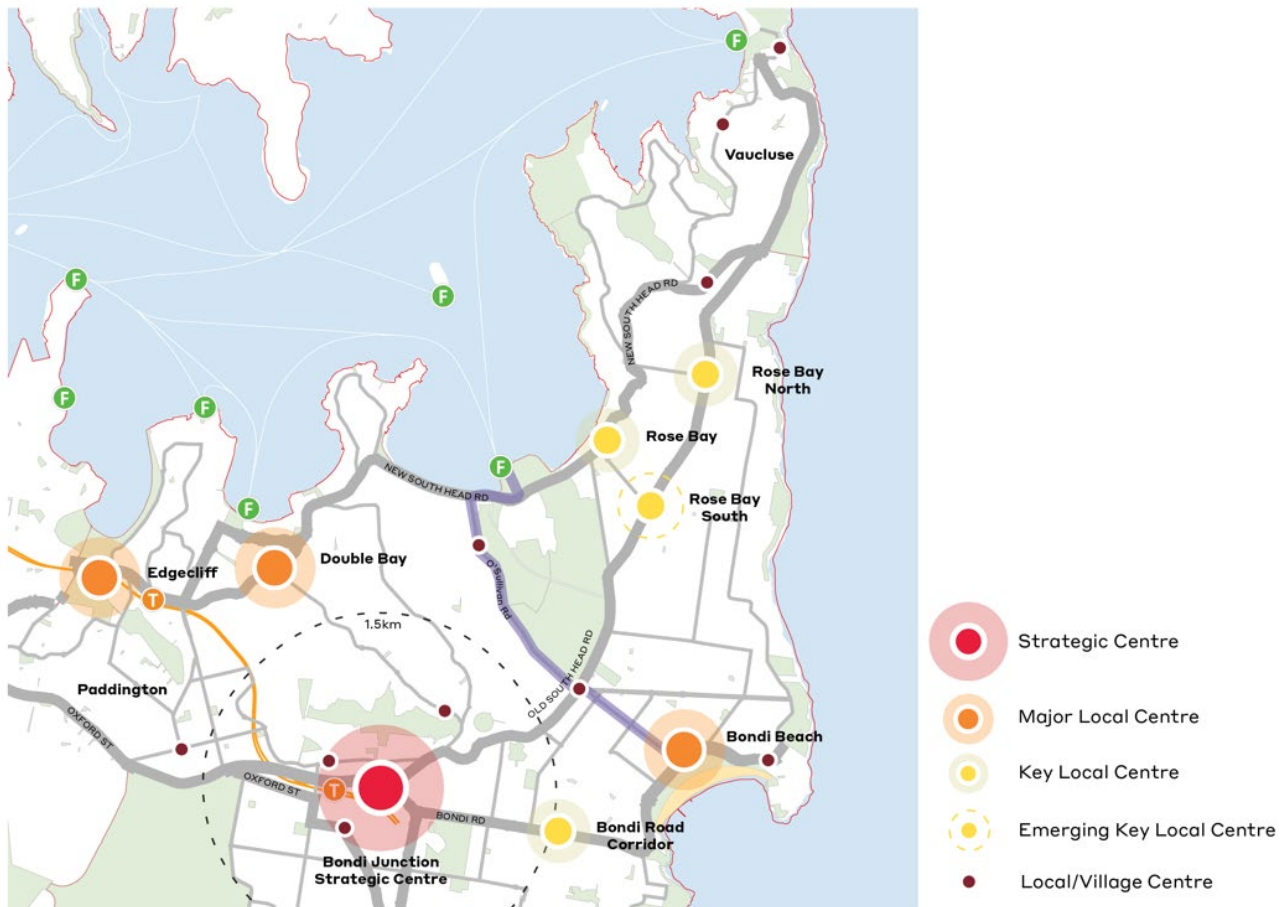 F
Vaucluse
F
NEW SOUTH HEAD RD
F
Rose Bay
North
F
F
Rose Bay
F
NEW SOUTH HEAD RD
Rose Bay
South
F
Edgecliff
Double Bay
T
O'Sullivan Rd
1.5km
Paddington
OLD SOUTH HEAD RD
OXFORD ST
Bondi Beach
OXFORD ST
T
BONDI RD
Bondi Road
Corridor
Bondi Junction
Strategic Centre
Strategic Centre
Major Local Centre
Key Local Centre
Emerging Key Local Centre
Local/Village Centre